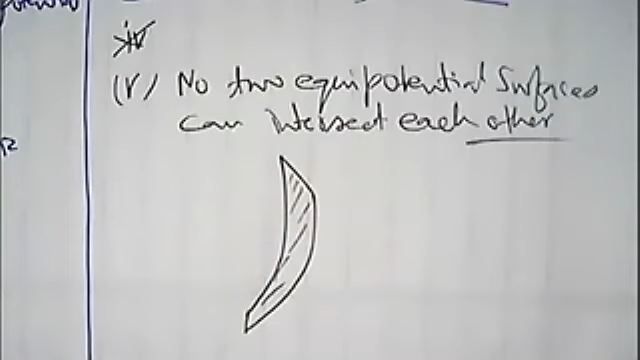 (V) No two equipotential Surfaces
can intersect each other